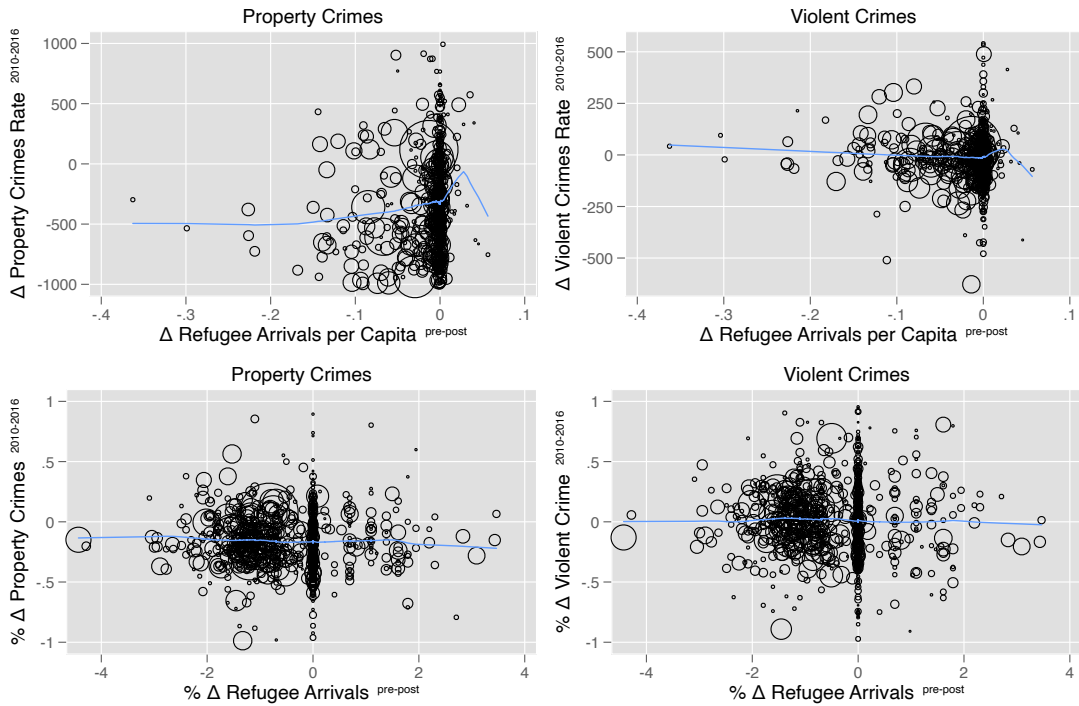 Property Crimes
Δ Property Crimes Rate 2010-2016
1000
500
0
-500
-1000
-.4 -.3 -.2 -.1 0 .1
Δ Refugee Arrivals per Capita pre-post
Violent Crimes
Δ Violent Crimes Rate 2010-2016
500
250
0
-250
-500
-.4 -.3 -.2 -.1 0 .1
Δ Refugee Arrivals per Capita pre-post
Property Crimes
% Δ Property Crimes 2010-2016
1
.5
0
-.5
-1
-4 -2 0 2 4
% Δ Refugee Arrivals pre-post
Violent Crimes
% Δ Violent Crime 2010-2016
1
.5
0
-.5
-1
-4 -2 0 2 4
% Δ Refugee Arrivals pre-post